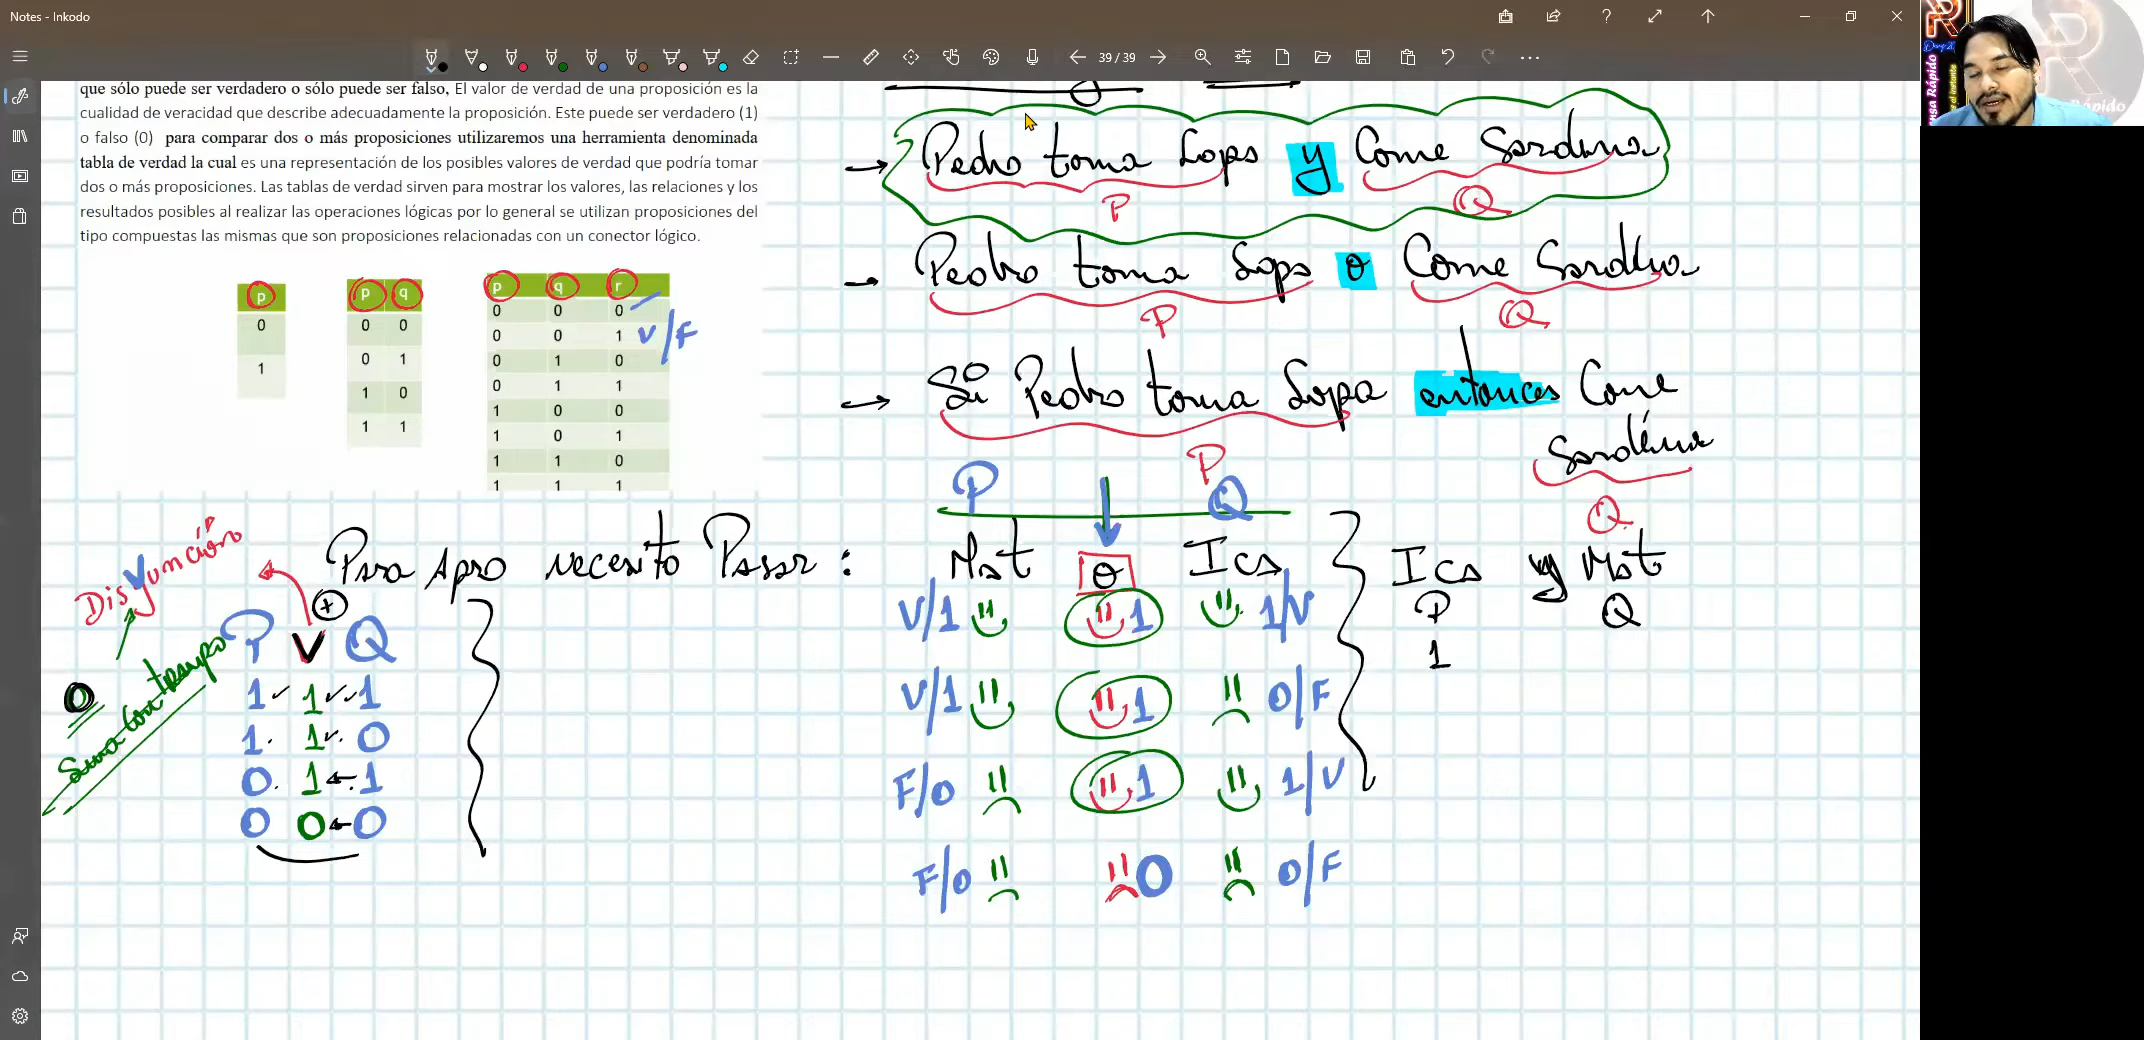 Notes - Inkodo
39 / 39
que sólo puede ser verdadero o sólo puede ser falso, El valor de verdad de una proposición es la
cualidad de veracidad que describe adecuadamente la proposición. Este puede ser verdadero (1)
o falso (0) para comparar dos o más proposiciones utilizaremos una herramienta denominada
tabla de verdad la cual es una representación de los posibles valores de verdad que podría tomar
dos o más proposiciones. Las tablas de verdad sirven para mostrar los valores, las relaciones y los
resultados posibles al realizar las operaciones lógicas por lo general se utilizan proposiciones del
tipo compuestas las mismas que son proposiciones relacionadas con un conector lógico.
p
0
1
p q
0 0
0 1
1 0
1 1
p q r
0 0 0
0 0 1
0 1 0
0 1 1
1 0 0
1 0 1
1 1 0
1 1 1
V/F
Pedro toma Sopa y Come Sardina
P Q
Pedro toma Sopa o Come Sardina
P Q
Si Pedro toma Sopa entonces Come
Sardina
P Q
Disyunción
Para Apro necesito Pasar :
P Q
Mat o Ics
V/1 1 1/V
V/1 1 0/F
F/0 1 1/V
F/0 0 0/F
Ics y Mat
P Q
1
+
P V Q
1 1 1
1 1 0
0 1 1
0 0 0
O